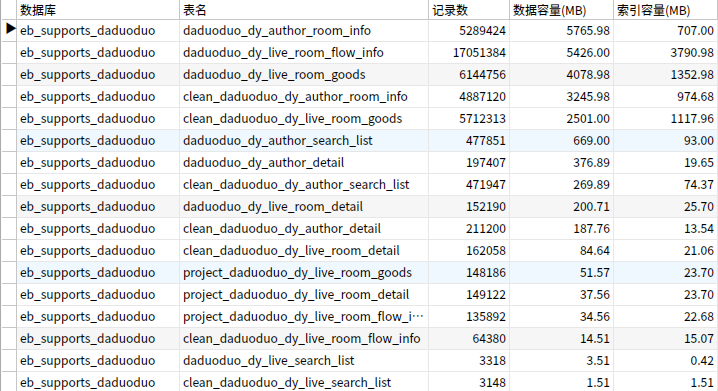 数据库 表名 记录数 数据容量(MB) 索引容量(MB)
eb_supports_daduoduo daduoduo_dy_author_room_info 5289424 5765.98 707.00
eb_supports_daduoduo daduoduo_dy_live_room_flow_info 17051384 5426.00 3790.98
eb_supports_daduoduo daduoduo_dy_live_room_goods 6144756 4078.98 1352.98
eb_supports_daduoduo clean_daduoduo_dy_author_room_info 4887120 3245.98 974.68
eb_supports_daduoduo clean_daduoduo_dy_live_room_goods 5712313 2501.00 1117.96
eb_supports_daduoduo daduoduo_dy_author_search_list 477851 669.00 93.00
eb_supports_daduoduo daduoduo_dy_author_detail 197407 376.89 19.65
eb_supports_daduoduo clean_daduoduo_dy_author_search_list 471947 269.89 74.37
eb_supports_daduoduo daduoduo_dy_live_room_detail 152190 200.71 25.70
eb_supports_daduoduo clean_daduoduo_dy_author_detail 211200 187.76 13.54
eb_supports_daduoduo clean_daduoduo_dy_live_room_detail 162058 84.64 21.06
eb_supports_daduoduo project_daduoduo_dy_live_room_goods 148186 51.57 23.70
eb_supports_daduoduo project_daduoduo_dy_live_room_detail 149122 37.56 23.70
eb_supports_daduoduo project_daduoduo_dy_live_room_flow_i… 135892 34.56 22.68
eb_supports_daduoduo clean_daduoduo_dy_live_room_flow_info 64380 14.51 15.07
eb_supports_daduoduo daduoduo_dy_live_search_list 3318 3.51 0.42
eb_supports_daduoduo clean_daduoduo_dy_live_search_list 3148 1.51 1.51